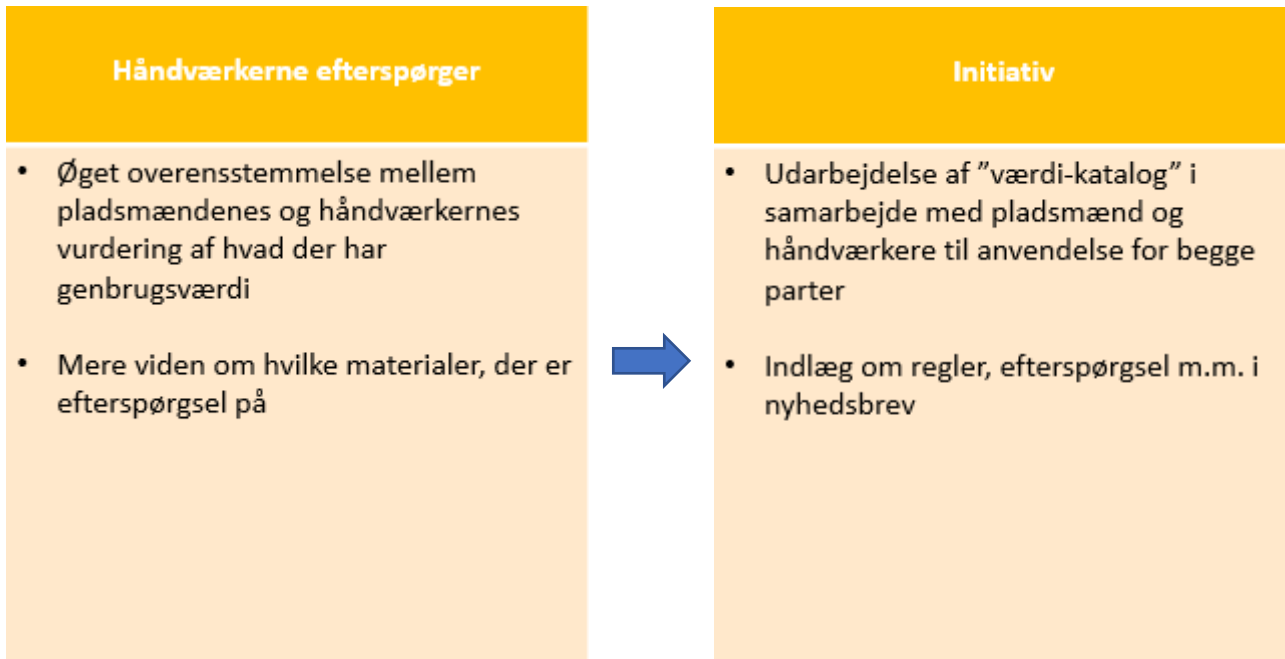 Håndværkerne efterspørger
• Øget overensstemmelse mellem
pladsmændenes og håndværkernes
vurdering af hvad der har
genbrugsværdi
• Mere viden om hvilke materialer, der er
efterspørgsel på
Initiativ
• Udarbejdelse af ”værdi-katalog” i
samarbejde med pladsmænd og
håndværkere til anvendelse for begge
parter
• Indlæg om regler, efterspørgsel m.m. i
nyhedsbrev